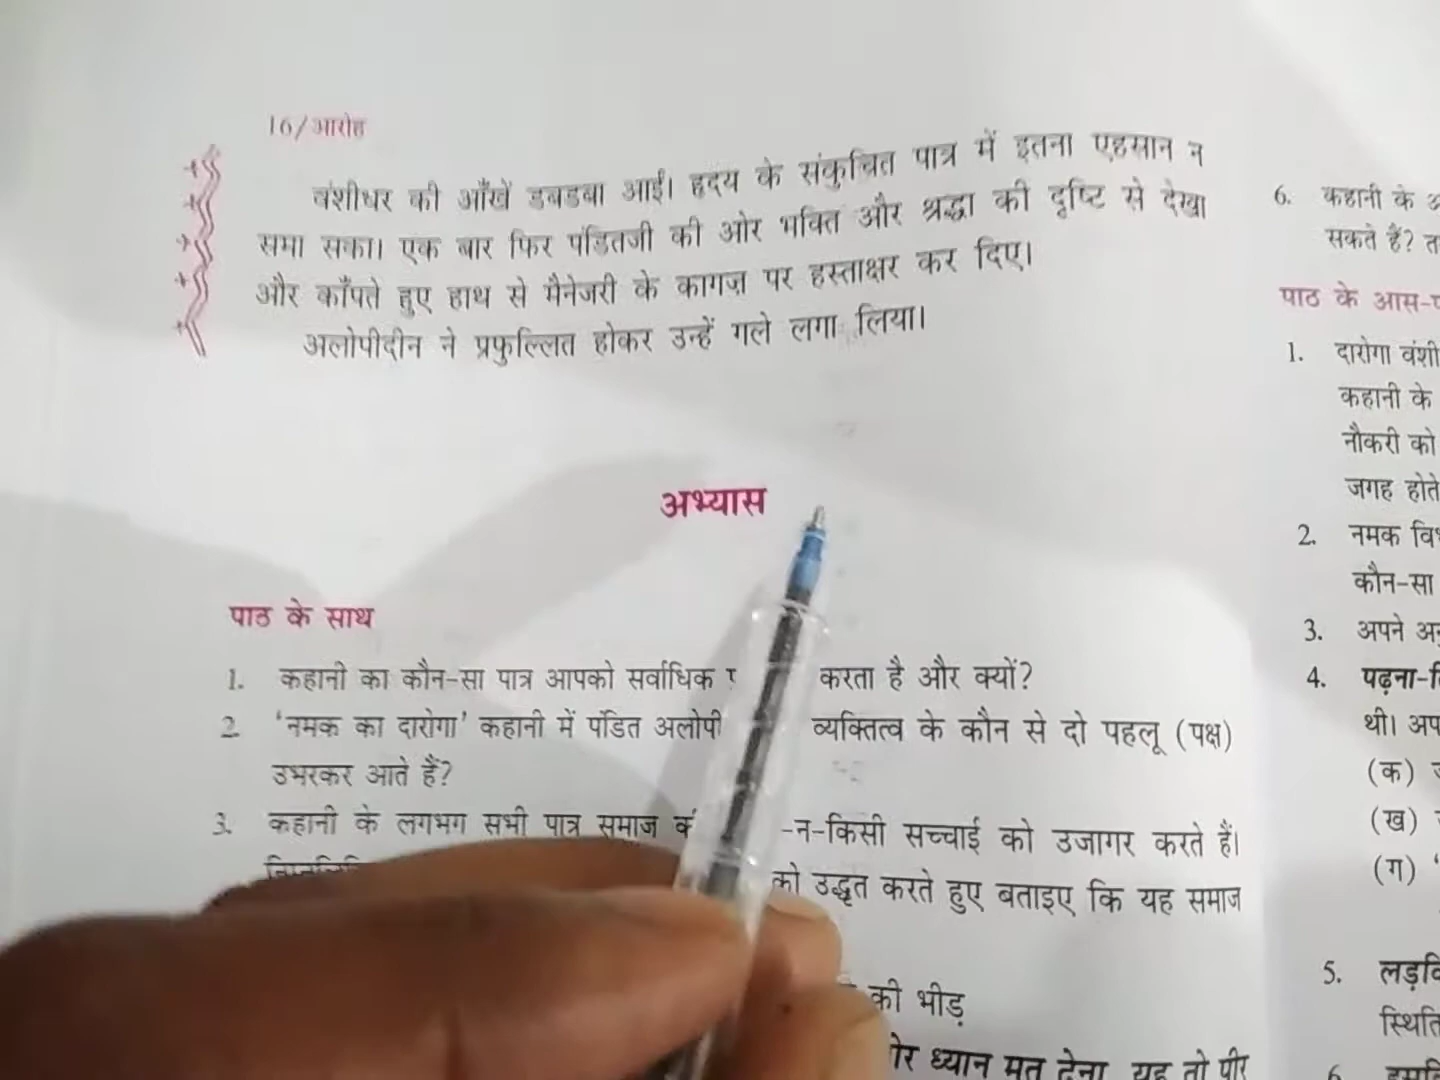 16/आरोह
वंशीधर की आँखें डबडबा आईं। हृदय के संकुचित पात्र में इतना एहसान न
समा सका। एक बार फिर पंडितजी की ओर भक्ति और श्रद्धा की दृष्टि से देखा
और काँपते हुए हाथ से मैनेजरी के कागज़ पर हस्ताक्षर कर दिए।
अलोपीदीन ने प्रफुल्लित होकर उन्हें गले लगा लिया।
अभ्यास
पाठ के साथ
1. कहानी का कौन-सा पात्र आपको सर्वाधिक करता है और क्यों?
2. 'नमक का दारोगा' कहानी में पंडित अलोपी व्यक्तित्व के कौन से दो पहलू (पक्ष)
उभरकर आते हैं?
3. कहानी के लगभग सभी पात्र समाज -न-किसी सच्चाई को उजागर करते हैं।
को उद्धृत करते हुए बताइए कि यह समाज
की भीड़
ध्यान मत देना, यह तो पीर
6. कहानी के
सकते हैं?
पाठ के आस-
1. दारोगा वंशी
कहानी के
नौकरी को
जगह होते
2. नमक
कौन-सा
3. अपने
4. पढ़ना-
थी। अप
(क)
(ख)
(ग)
5. लड़
स्थिति
6.